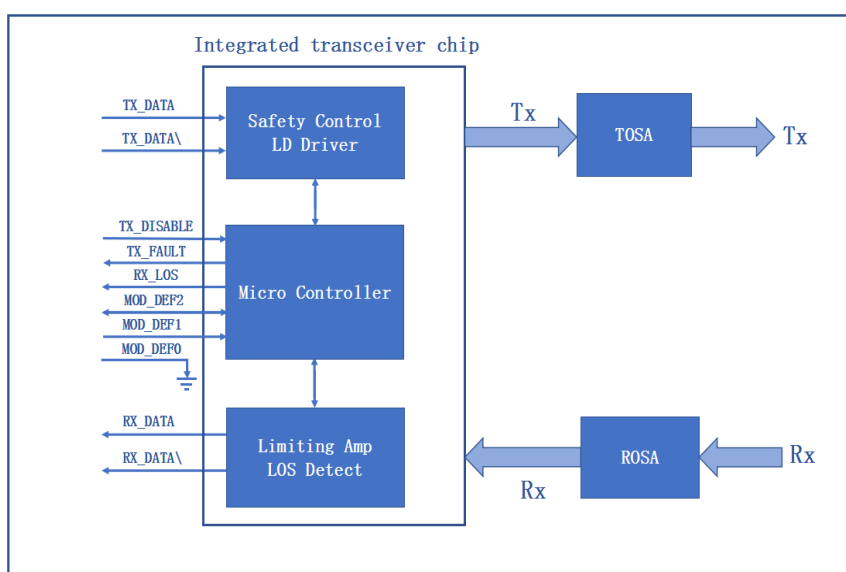 Integrated transceiver chip
TX_DATA
TX_DATA\
Safety Control
LD Driver
Tx
TOSA
Tx
TX_DISABLE
TX_FAULT
RX_LOS
MOD_DEF2
MOD_DEF1
MOD_DEF0
Micro Controller
RX_DATA
RX_DATA\
Limiting Amp
LOS Detect
Rx
ROSA
Rx